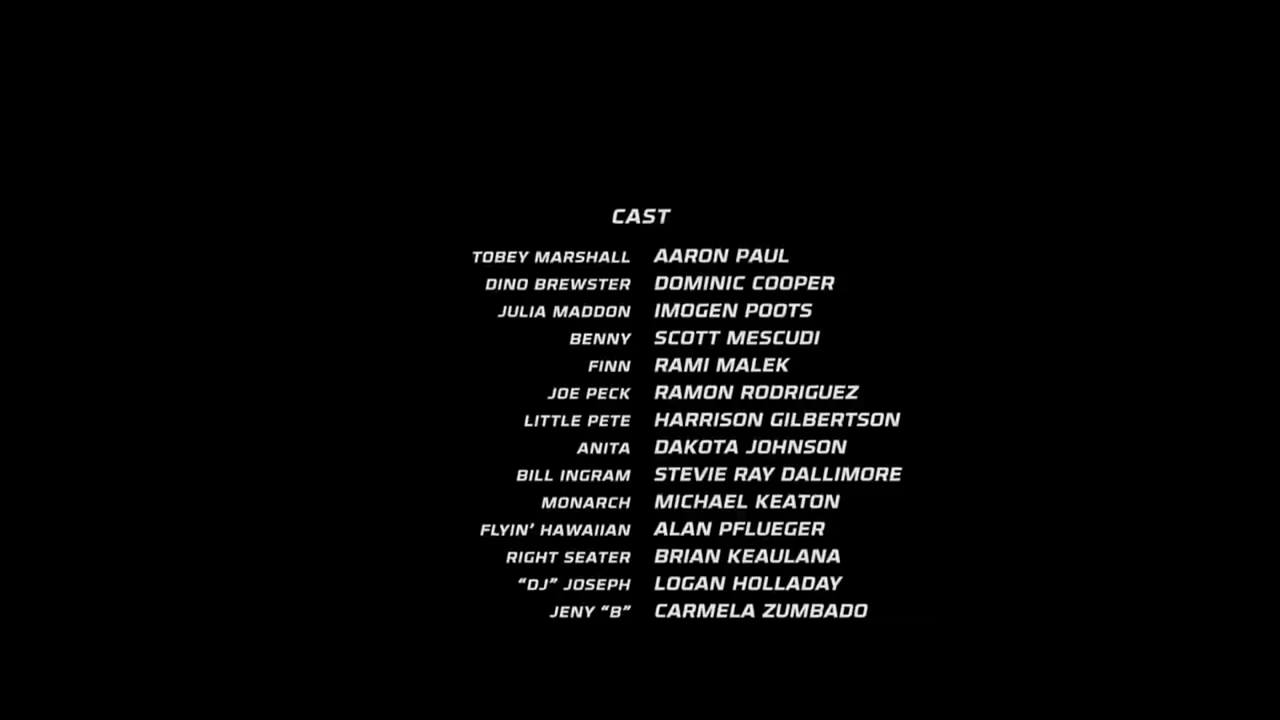 CAST
TOBEY MARSHALL AARON PAUL
DINO BREWSTER DOMINIC COOPER
JULIA MADDON IMOGEN POOTS
BENNY SCOTT MESCUDI
FINN RAMI MALEK
JOE PECK RAMON RODRIGUEZ
LITTLE PETE HARRISON GILBERTSON
ANITA DAKOTA JOHNSON
BILL INGRAM STEVIE RAY DALLIMORE
MONARCH MICHAEL KEATON
FLYIN' HAWAIIAN ALAN PFLUEGER
RIGHT SEATER BRIAN KEAULANA
“DJ” JOSEPH LOGAN HOLLADAY
JENY “B” CARMELA ZUMBADO